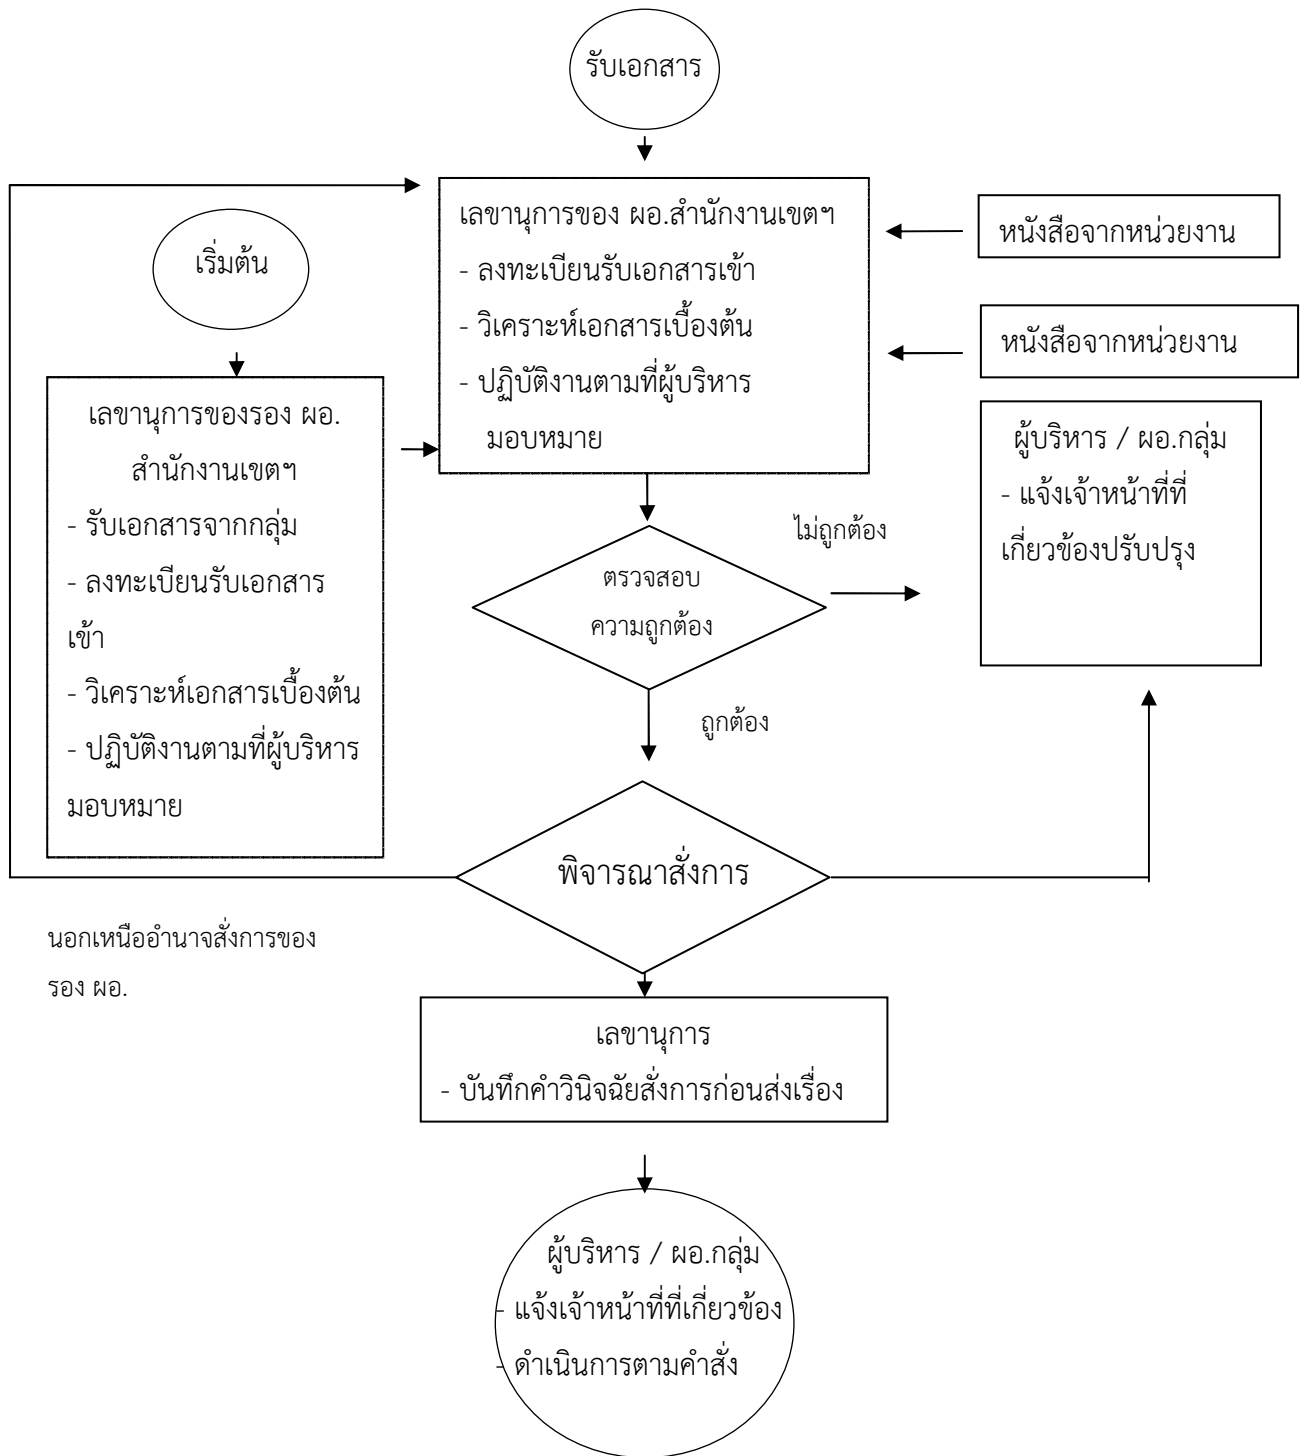 รับเอกสาร
เลขานุการของ ผอ.สำนักงานเขตฯ
- ลงทะเบียนรับเอกสารเข้า
- วิเคราะห์เอกสารเบื้องต้น
- ปฏิบัติงานตามที่ผู้บริหาร
มอบหมาย
หนังสือจากหน่วยงาน
หนังสือจากหน่วยงาน
เริ่มต้น
เลขานุการของรอง ผอ.
สำนักงานเขตฯ
- รับเอกสารจากกลุ่ม
- ลงทะเบียนรับเอกสาร
เข้า
- วิเคราะห์เอกสารเบื้องต้น
- ปฏิบัติงานตามที่ผู้บริหาร
มอบหมาย
ผู้บริหาร / ผอ.กลุ่ม
- แจ้งเจ้าหน้าที่ที่
เกี่ยวข้องปรับปรุง
ไม่ถูกต้อง
ตรวจสอบ
ความถูกต้อง
ถูกต้อง
พิจารณาสั่งการ
นอกเหนืออำนาจสั่งการของ
รอง ผอ.
เลขานุการ
- บันทึกคำวินิจฉัยสั่งการก่อนส่งเรื่อง
ผู้บริหาร / ผอ.กลุ่ม
- แจ้งเจ้าหน้าที่ที่เกี่ยวข้อง
- ดำเนินการตามคำสั่ง